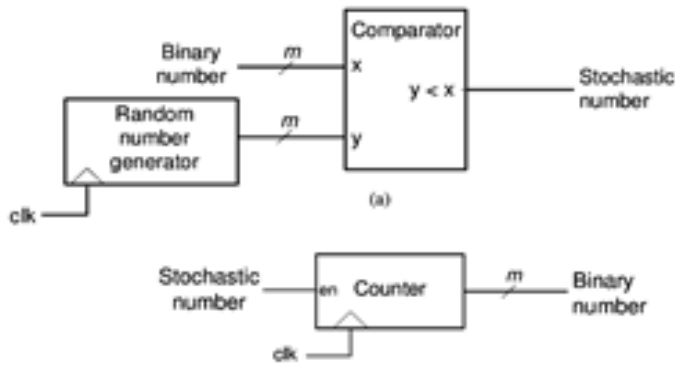 Comparator
Binary
number
m
x
y < x
Stochastic
number
Random
number
generator
m
y
clk
(a)
Stochastic
number
en
Counter
m
Binary
number
clk